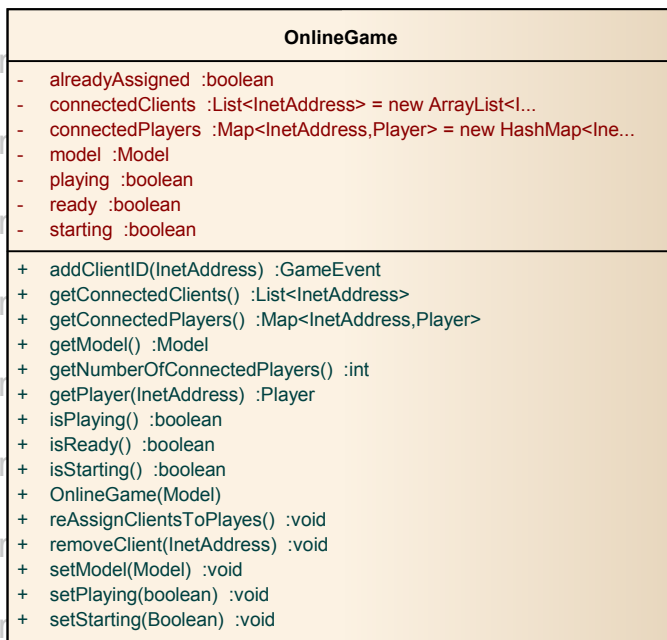 OnlineGame
- alreadyAssigned :boolean
- connectedClients :List<InetAddress> = new ArrayList<I...
- connectedPlayers :Map<InetAddress,Player> = new HashMap<Ine...
- model :Model
- playing :boolean
- ready :boolean
- starting :boolean
+ addClientID(InetAddress) :GameEvent
+ getConnectedClients() :List<InetAddress>
+ getConnectedPlayers() :Map<InetAddress,Player>
+ getModel() :Model
+ getNumberOfConnectedPlayers() :int
+ getPlayer(InetAddress) :Player
+ isPlaying() :boolean
+ isReady() :boolean
+ isStarting() :boolean
+ OnlineGame(Model)
+ reAssignClientsToPlayes() :void
+ removeClient(InetAddress) :void
+ setModel(Model) :void
+ setPlaying(boolean) :void
+ setStarting(Boolean) :void